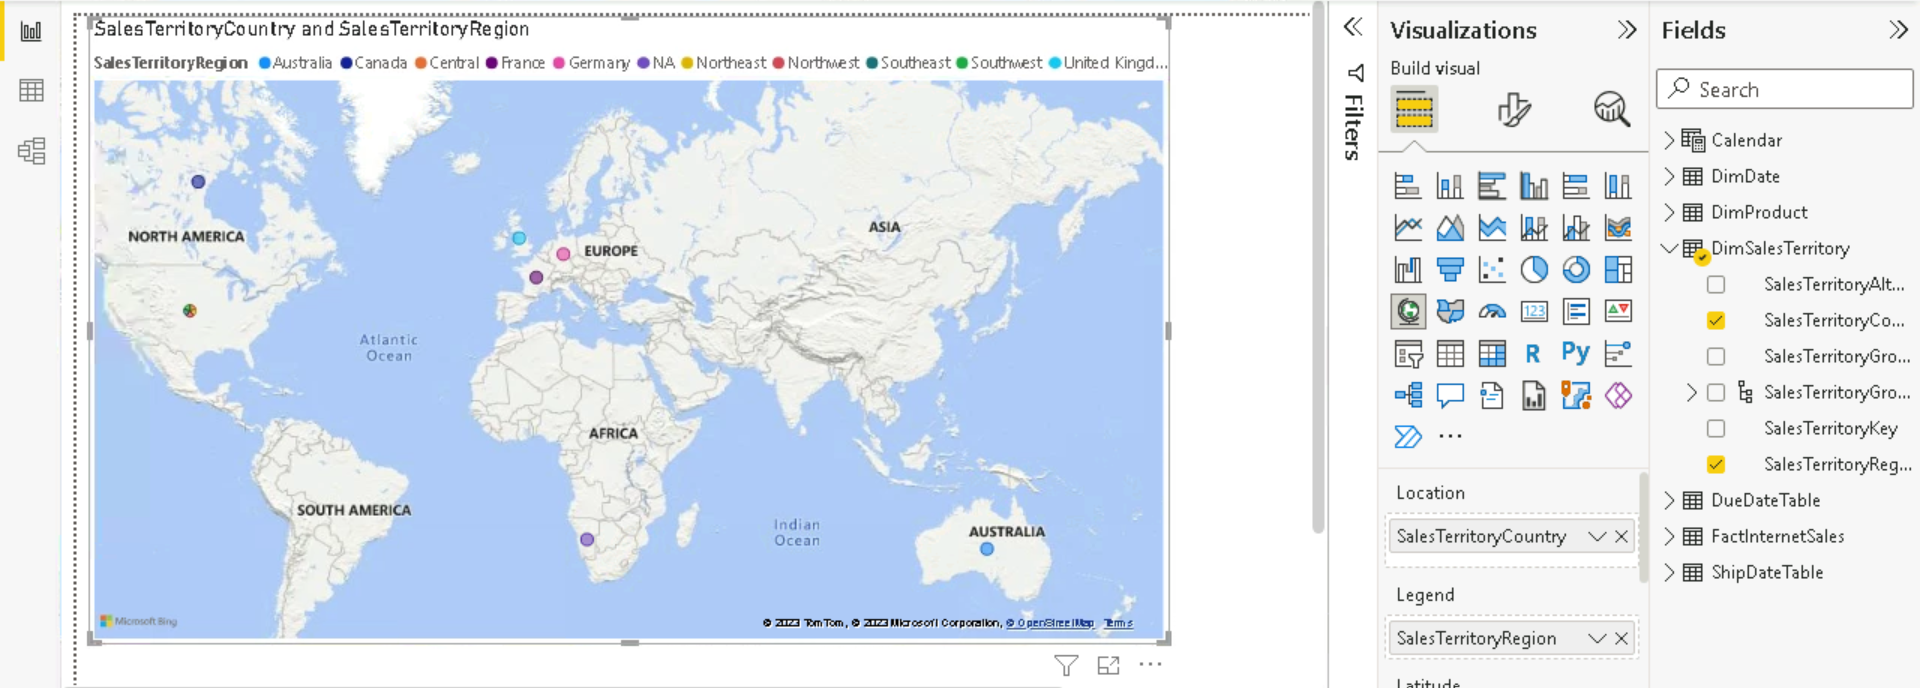 SalesTerritoryCountry and SalesTerritoryRegion
SalesTerritoryRegion Australia Canada Central France Germany NA Northeast Northwest Southeast Southwest United Kingd...
NORTH AMERICA
EUROPE
ASIA
Atlantic
Ocean
AFRICA
SOUTH AMERICA
Indian
Ocean
AUSTRALIA
Microsoft Bing
© 2023 TomTom, © 2023 Microsoft Corporation, © OpenStreetMap Terms
Filters
Visualizations
Build visual
123
R
Py
Location
SalesTerritoryCountry
Legend
SalesTerritoryRegion
Latitude
Fields
Search
Calendar
DimDate
DimProduct
DimSalesTerritory
SalesTerritoryAlt...
SalesTerritoryCo...
SalesTerritoryGro...
SalesTerritoryGro...
SalesTerritoryKey
SalesTerritoryReg...
DueDateTable
FactInternetSales
ShipDateTable